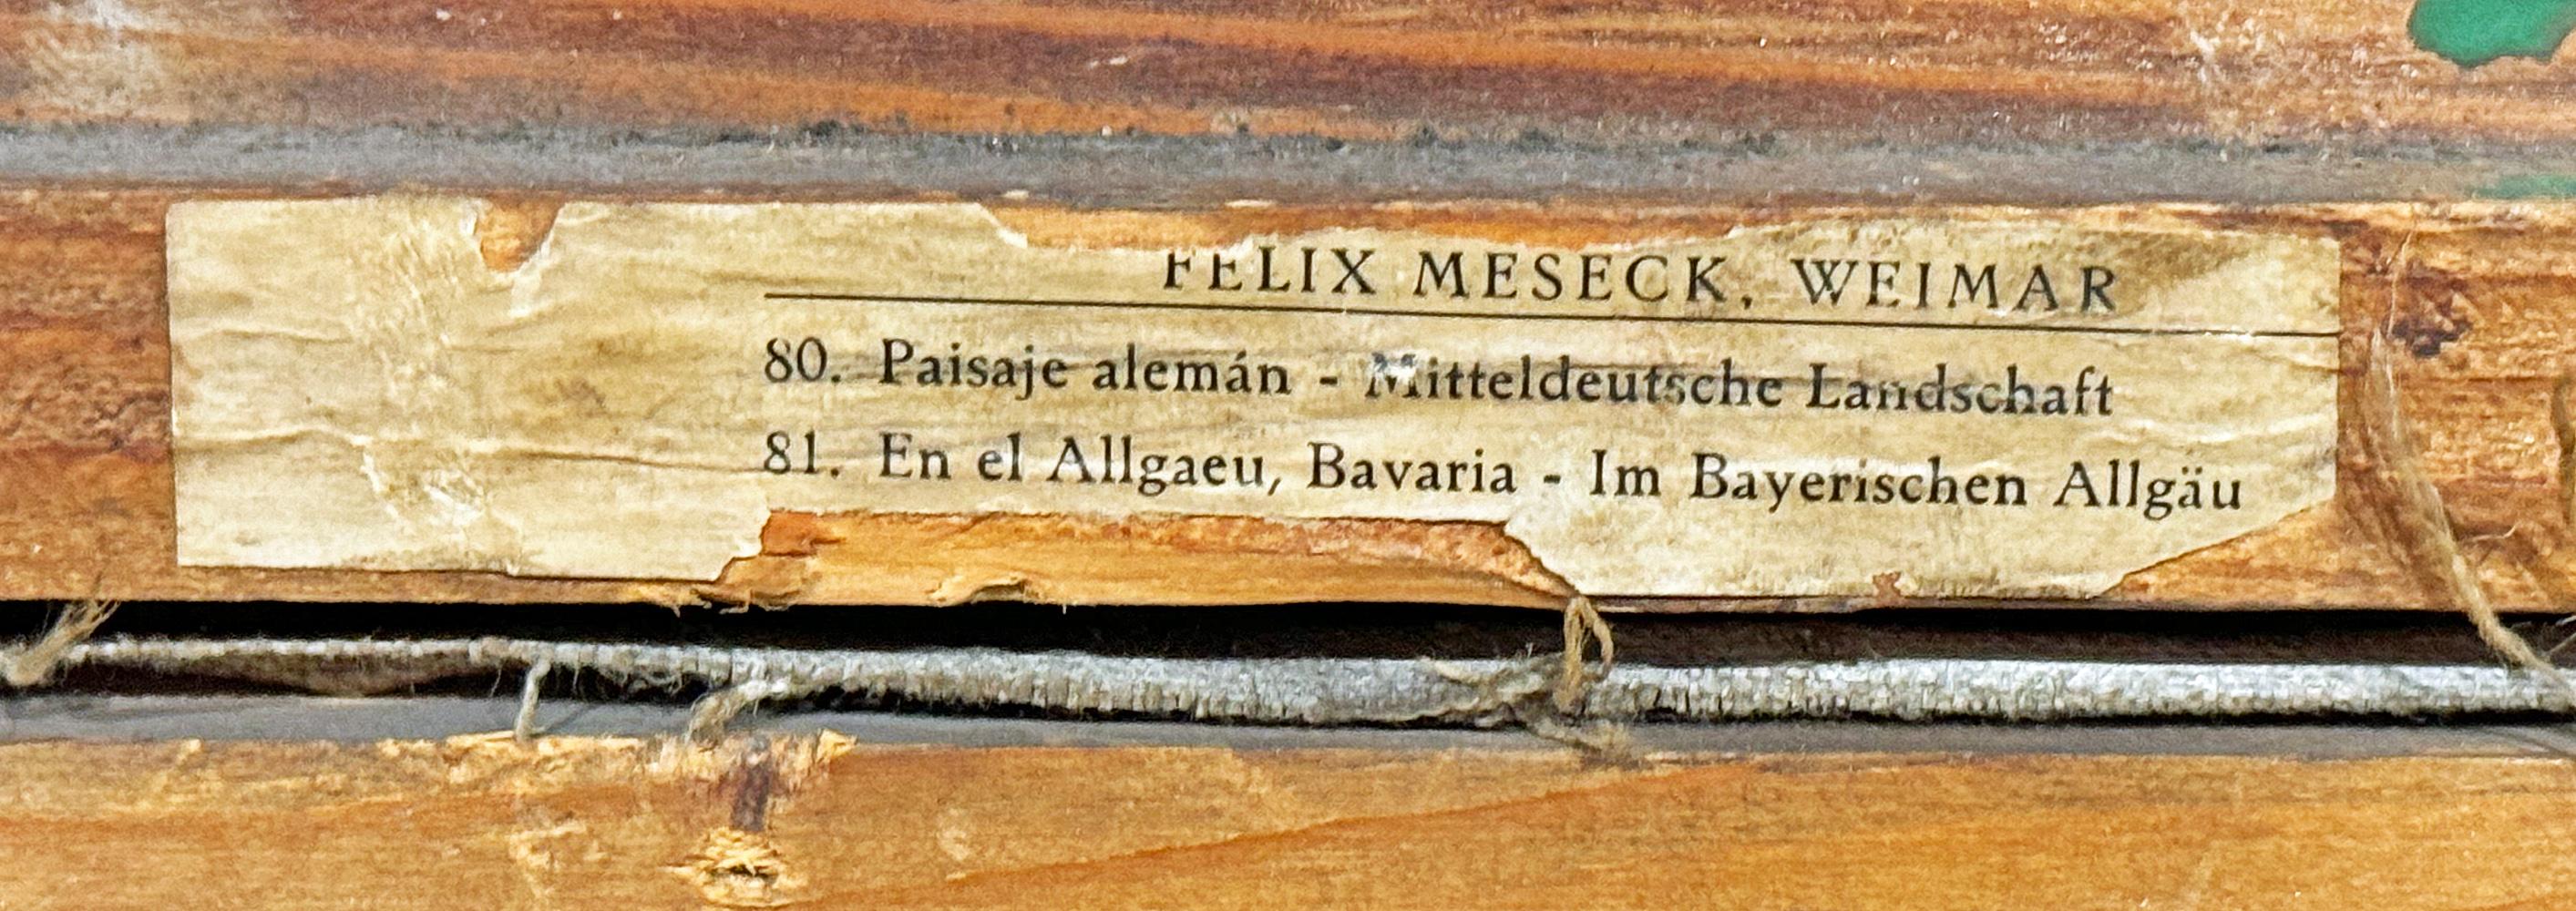 FELIX MESECK, WEIMAR
80. Paisaje alemán - Mitteldeutsche Landschaft
81. En el Allgaeu, Bavaria - Im Bayerischen Allgäu